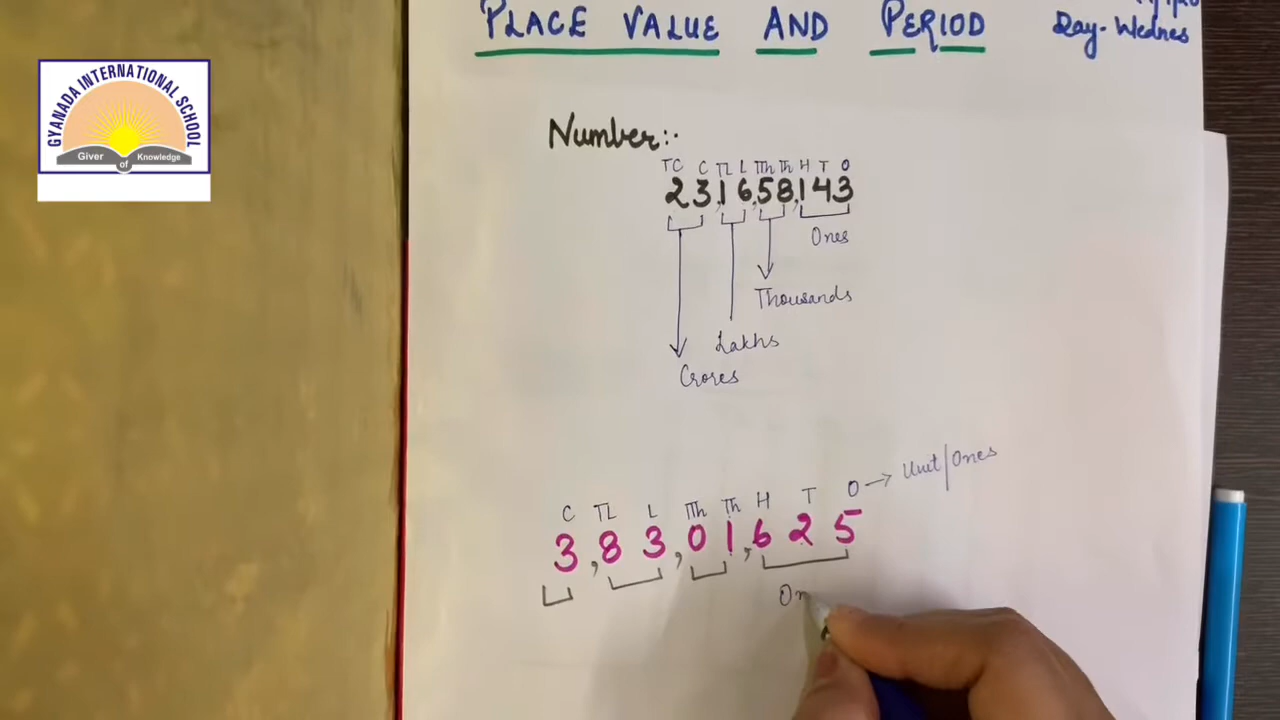 PLACE VALUE AND PERIOD
Day- Wednes
GYANADA INTERNATIONAL SCHOOL
Giver of Knowledge
Number:-
TC C TL L TTh Th H T O
23,16,58,143
Ones
Thousands
Lakhs
Crores
C TL L TTh Th H T O → Unit/Ones
3,83,01,625
On